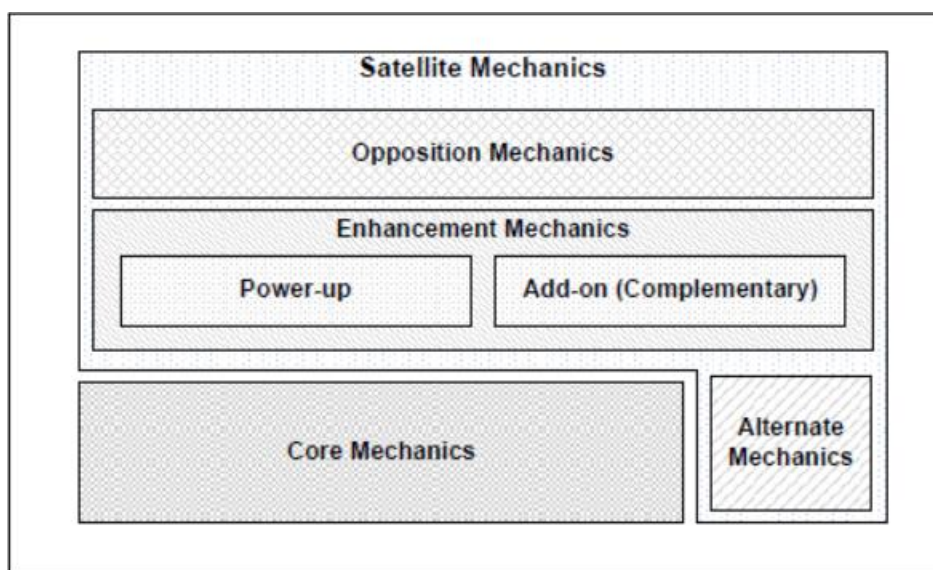 Satellite Mechanics
Opposition Mechanics
Enhancement Mechanics
Power-up
Add-on (Complementary)
Core Mechanics
Alternate
Mechanics